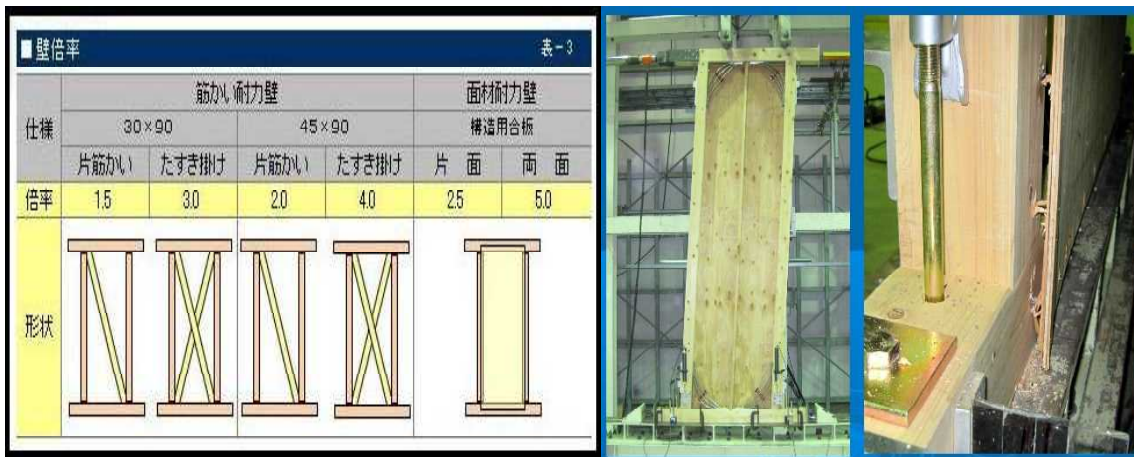 ■壁倍率 表-3
仕様 筋かい耐力壁 面材耐力壁
30×90 45×90 構造用合板
片筋かい たすき掛け 片筋かい たすき掛け 片 面 両 面
倍率 1.5 3.0 2.0 4.0 2.5 5.0
形状